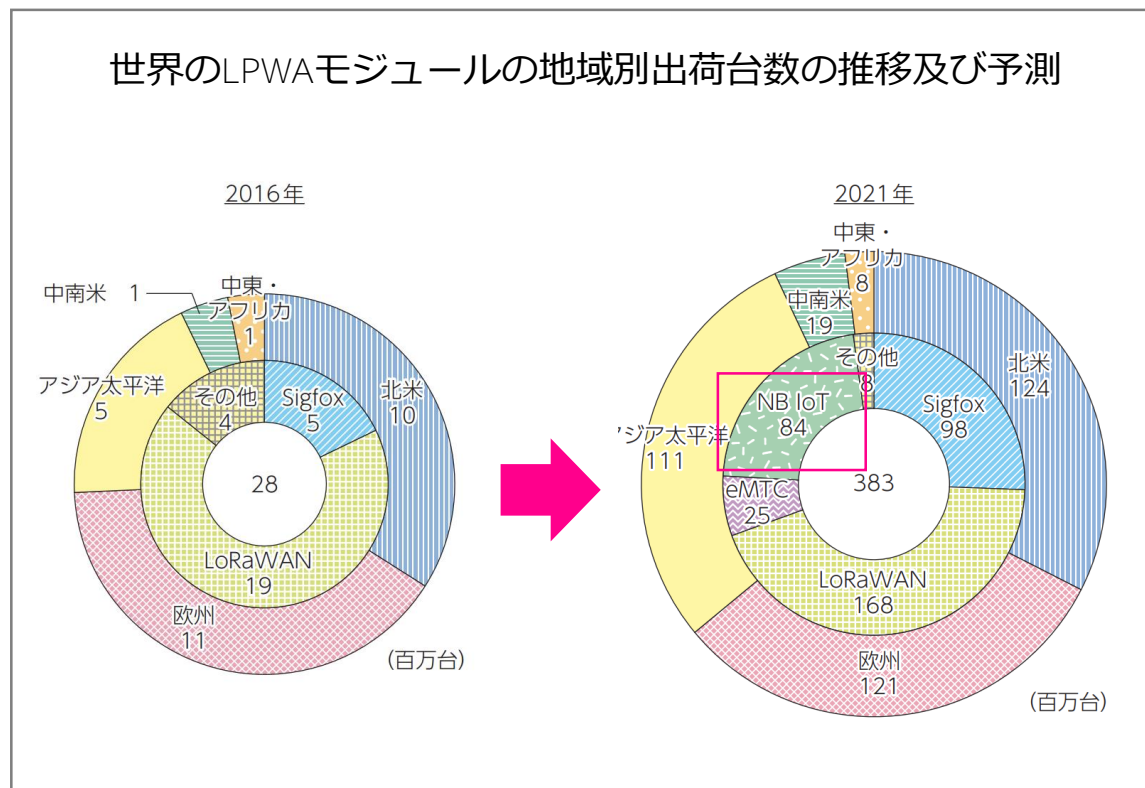 世界のLPWAモジュールの地域別出荷台数の推移及び予測
2016年
中南米 1
中東・
アフリカ
1
北米
10
アジア太平洋
5
欧州
11
その他
4
Sigfox
5
LoRaWAN
19
28
(百万台)
2021年
中東・
アフリカ
8
中南米
19
北米
124
アジア太平洋
111
欧州
121
その他
8
Sigfox
98
NB IoT
84
eMTC
25
LoRaWAN
168
383
(百万台)